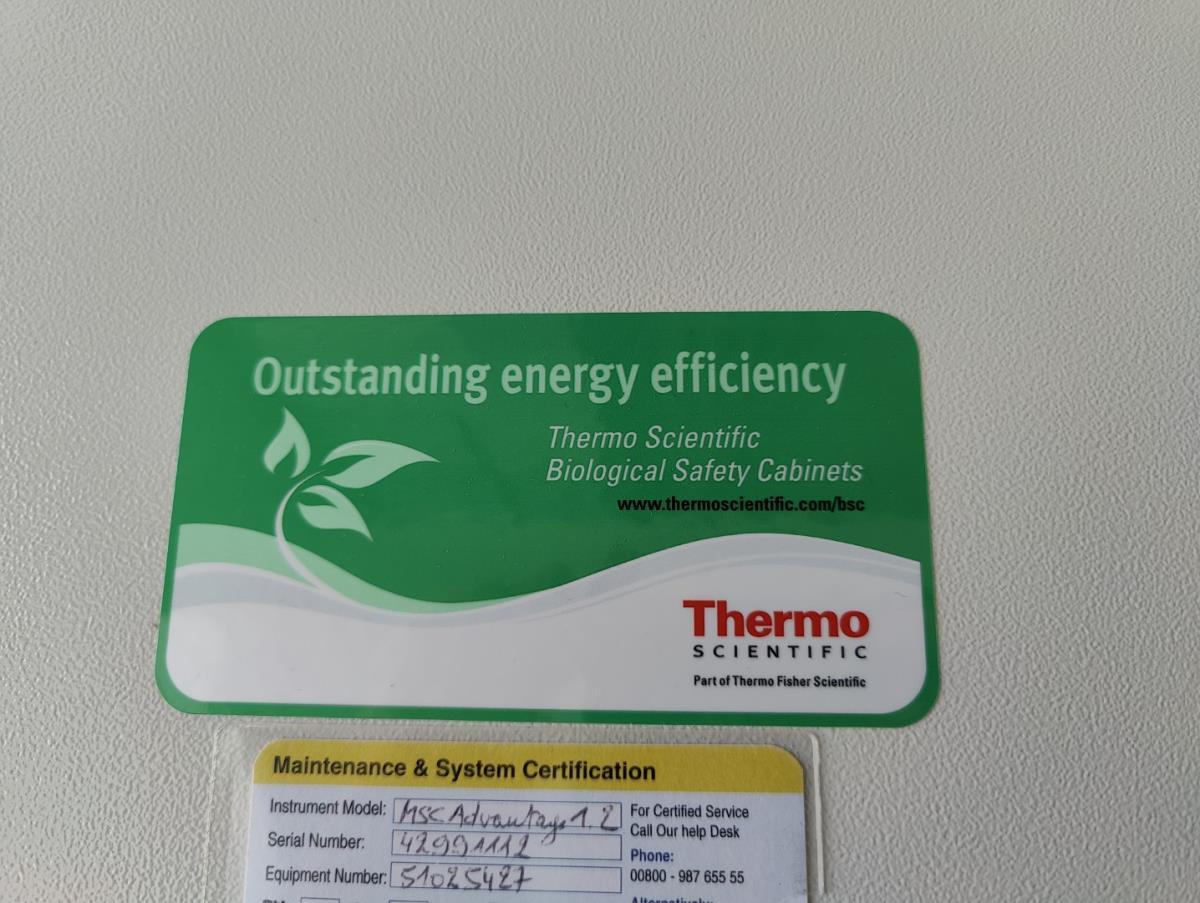 Outstanding energy efficiency
Thermo Scientific
Biological Safety Cabinets
www.thermoscientific.com/bsc
Thermo
SCIENTIFIC
Part of Thermo Fisher Scientific
Maintenance & System Certification
Instrument Model: MSC Advantage 1.2
Serial Number: 42991112
Equipment Number: 51025427
For Certified Service
Call Our help Desk
Phone:
00800 - 987 655 55
Alternatively: